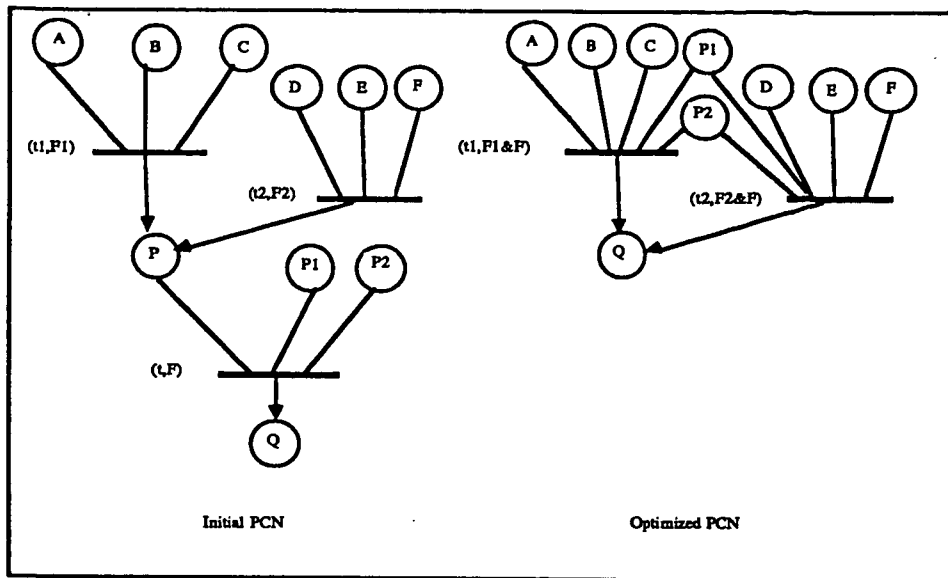 A
B
C
D
E
F
(t1,F1)
(t2,F2)
P
P1
P2
(t,F)
Q
Initial PCN
A
B
C
P1
P2
D
E
F
(t1,F1&F)
(t2,F2&F)
Q
Optimized PCN